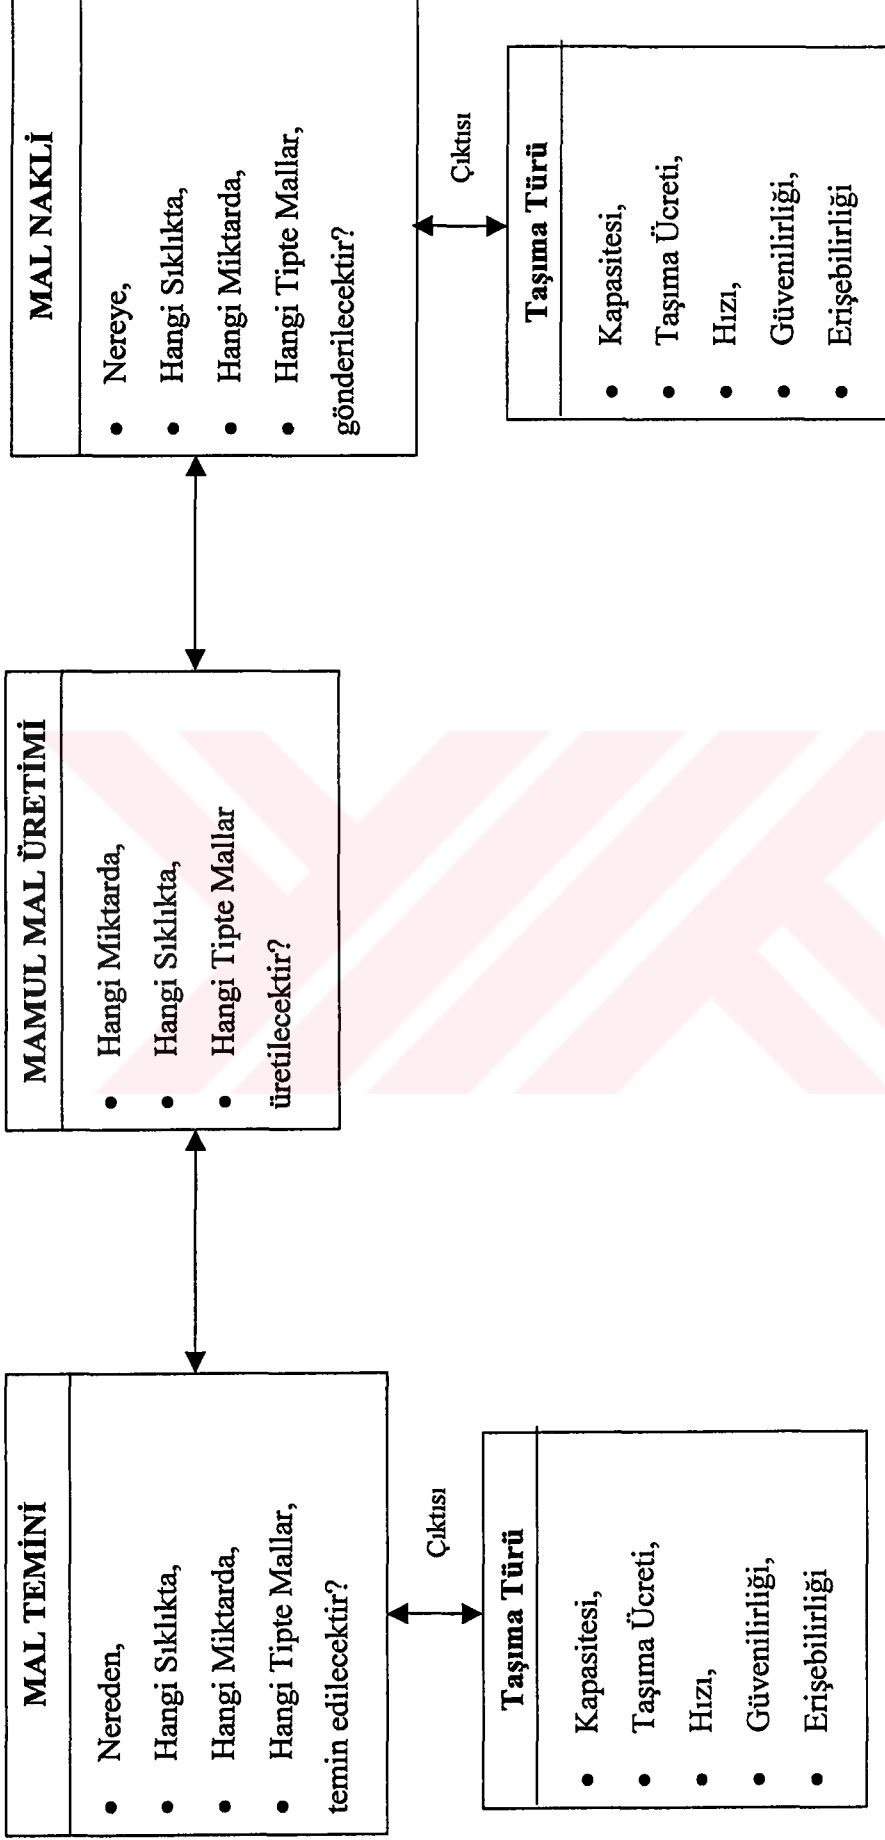 MAL TEMİNİ
• Nereden,
• Hangi Sıklıkta,
• Hangi Miktarda,
• Hangi Tipte Mallar,
temin edilecektir?
Çıktısı
Taşıma Türü
• Kapasitesi,
• Taşıma Ücreti,
• Hızı,
• Güvenilirliği,
• Erişebilirliği
MAMUL MAL ÜRETİMİ
• Hangi Miktarda,
• Hangi Sıklıkta,
• Hangi Tipte Mallar
üretilecektir?
MAL NAKLİ
• Nereye,
• Hangi Sıklıkta,
• Hangi Miktarda,
• Hangi Tipte Mallar,
gönderilecektir?
Çıktısı
Taşıma Türü
• Kapasitesi,
• Taşıma Ücreti,
• Hızı,
• Güvenilirliği,
• Erişebilirliği